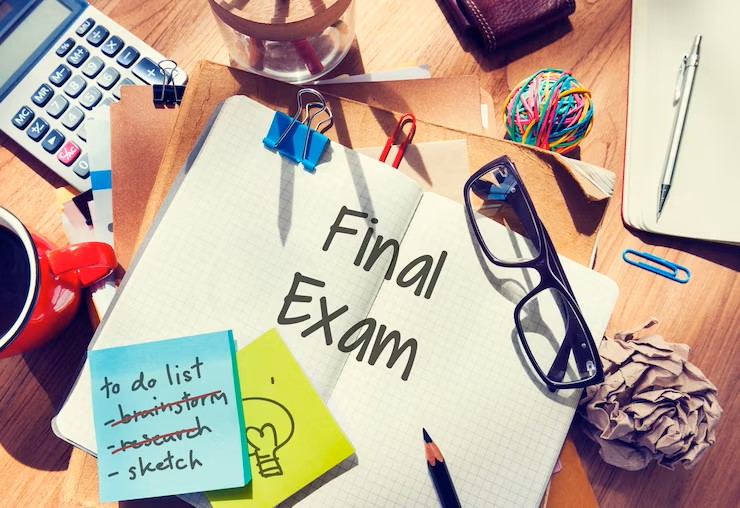 Final
Exam
to do list
- brainstorm
- research
- sketch